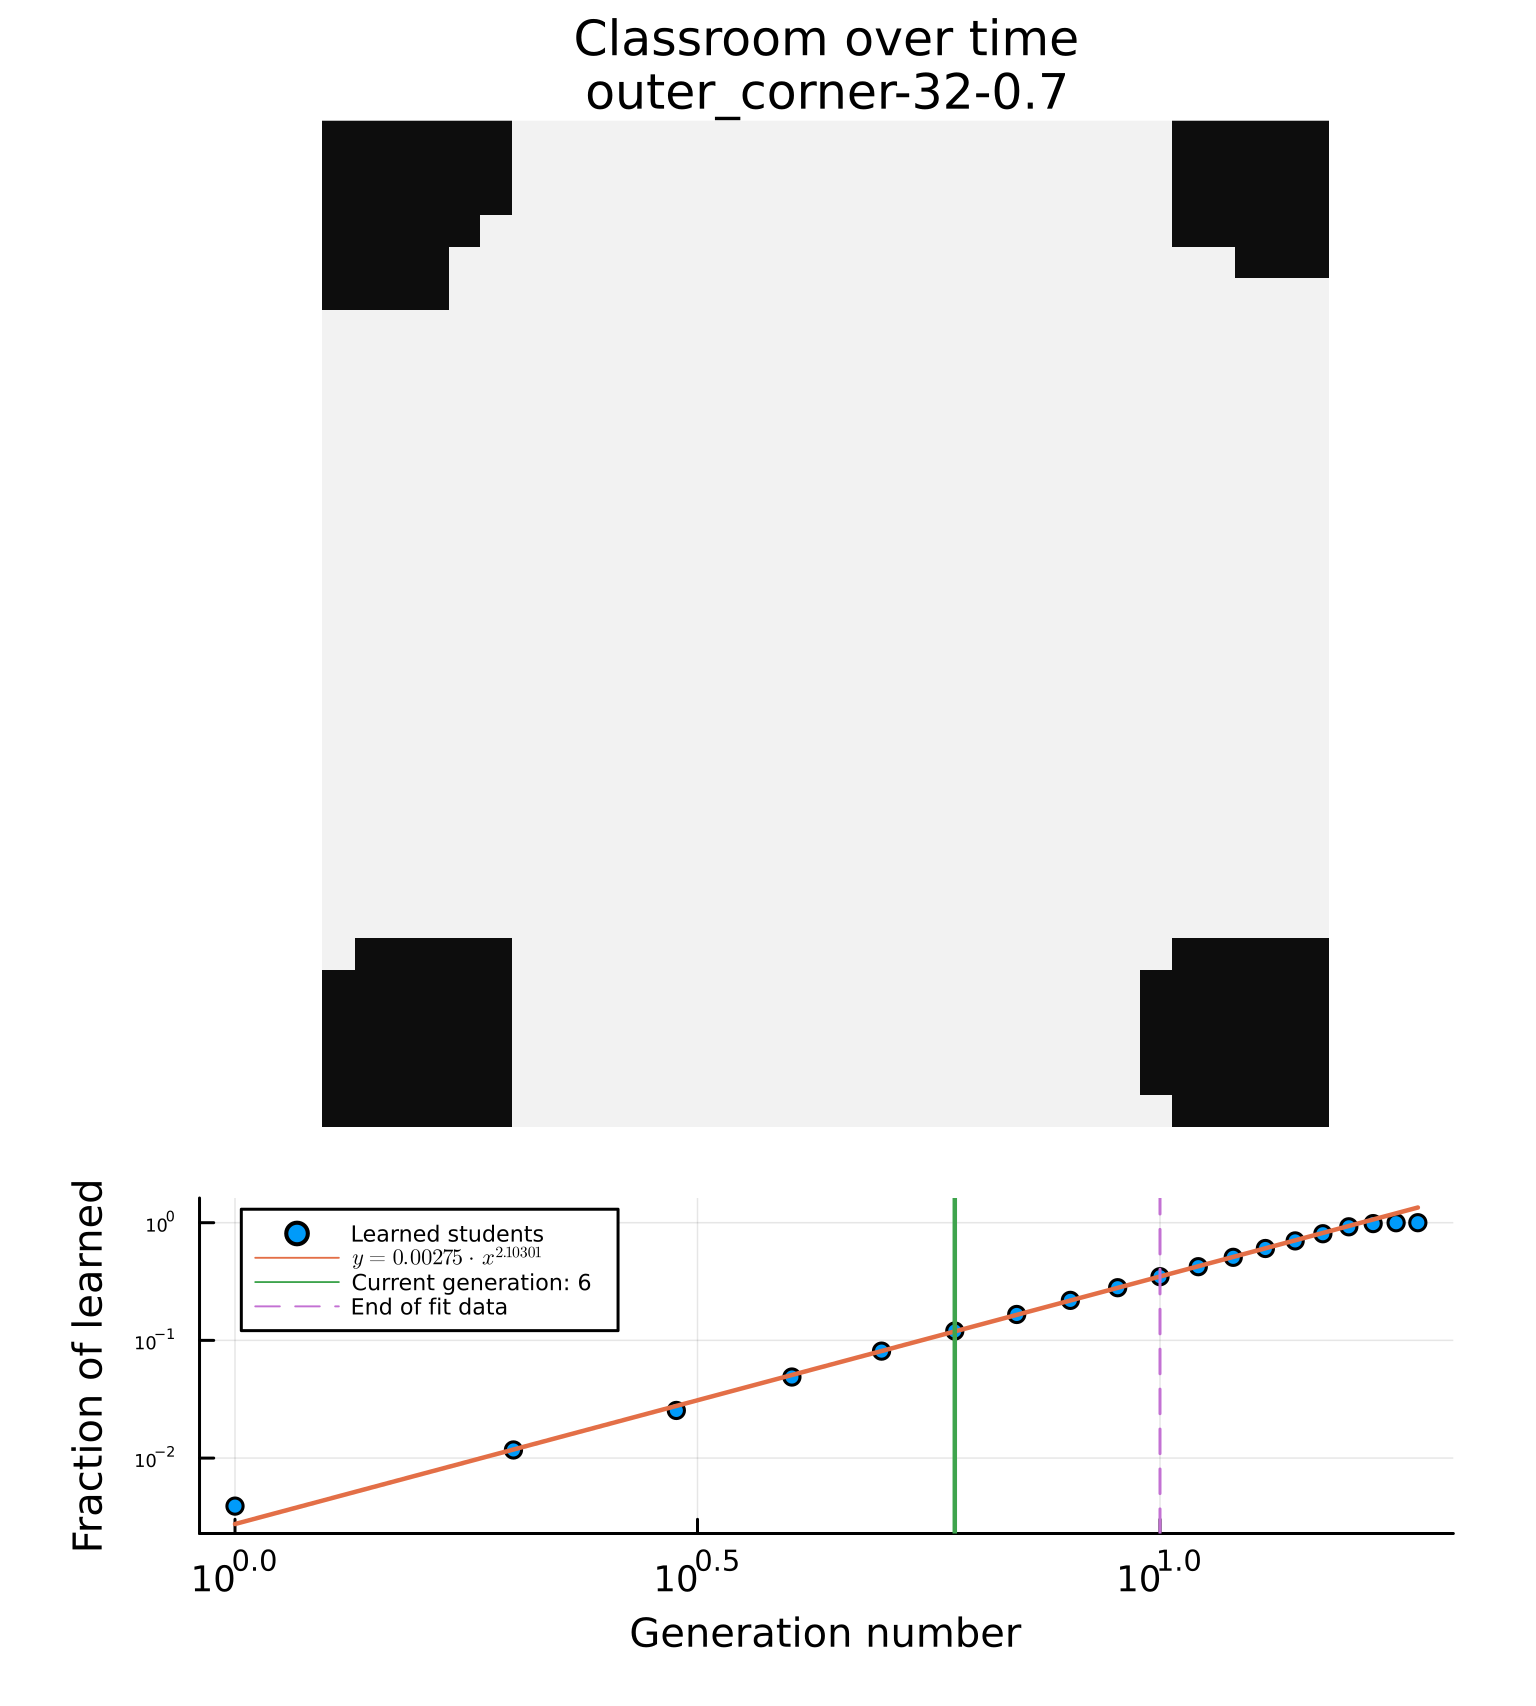 Classroom over time
outer_corner-32-0.7
Fraction of learned
10⁰
10⁻¹
10⁻²
Learned students
y = 0.00275 · x^2.10301
Current generation: 6
End of fit data
10^0.0
10^0.5
10^1.0
Generation number